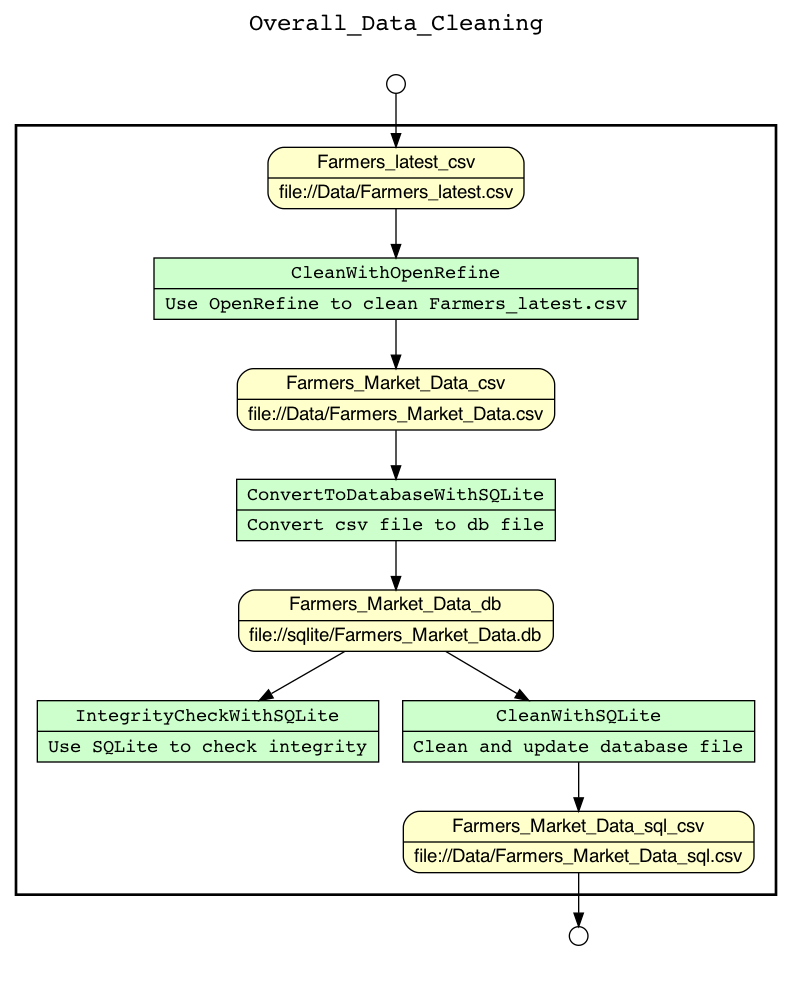 Overall_Data_Cleaning
Farmers_latest_csv
file://Data/Farmers_latest.csv
CleanWithOpenRefine
Use OpenRefine to clean Farmers_latest.csv
Farmers_Market_Data_csv
file://Data/Farmers_Market_Data.csv
ConvertToDatabaseWithSQLite
Convert csv file to db file
Farmers_Market_Data_db
file://sqlite/Farmers_Market_Data.db
IntegrityCheckWithSQLite
Use SQLite to check integrity
CleanWithSQLite
Clean and update database file
Farmers_Market_Data_sql_csv
file://Data/Farmers_Market_Data_sql.csv